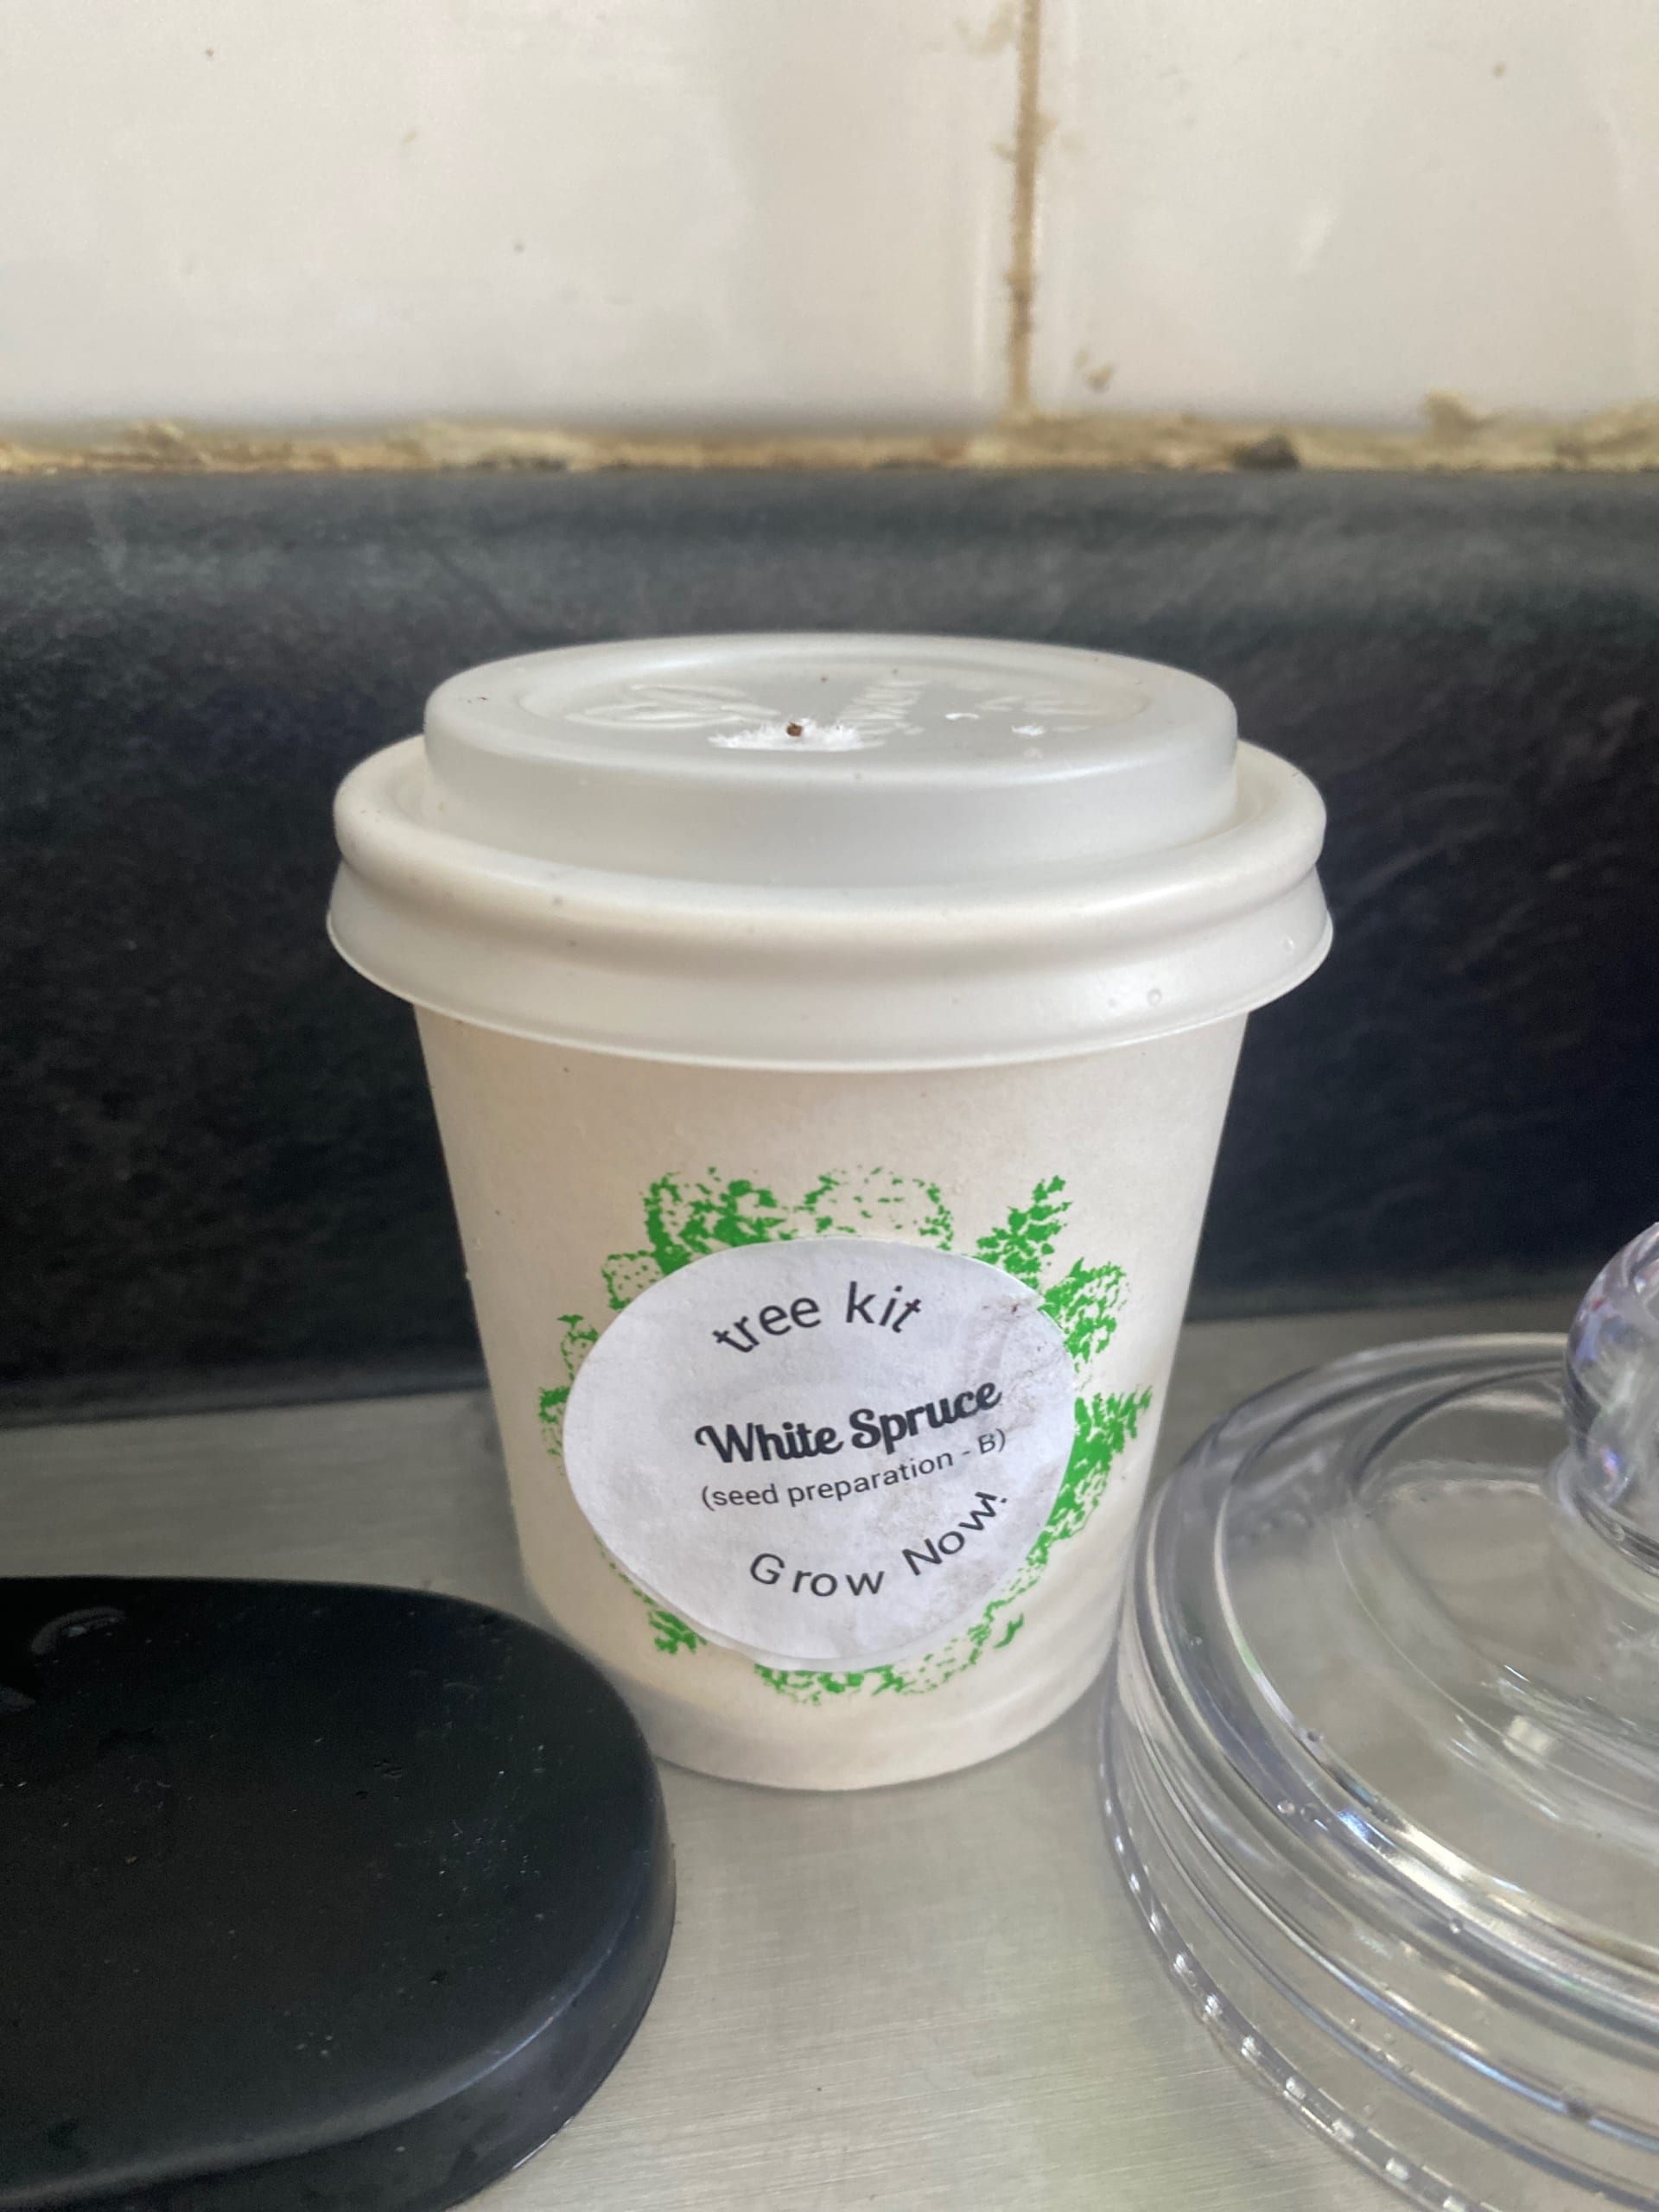 tree kit
White Spruce
(seed preparation - B)
Grow Now!